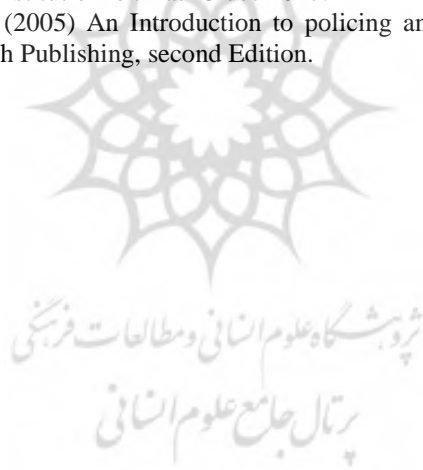 (2005) An Introduction to policing an
h Publishing, second Edition.
پژوهشگاه علوم انسانی و مطالعات فرهنگی
پرتال جامع علوم انسانی